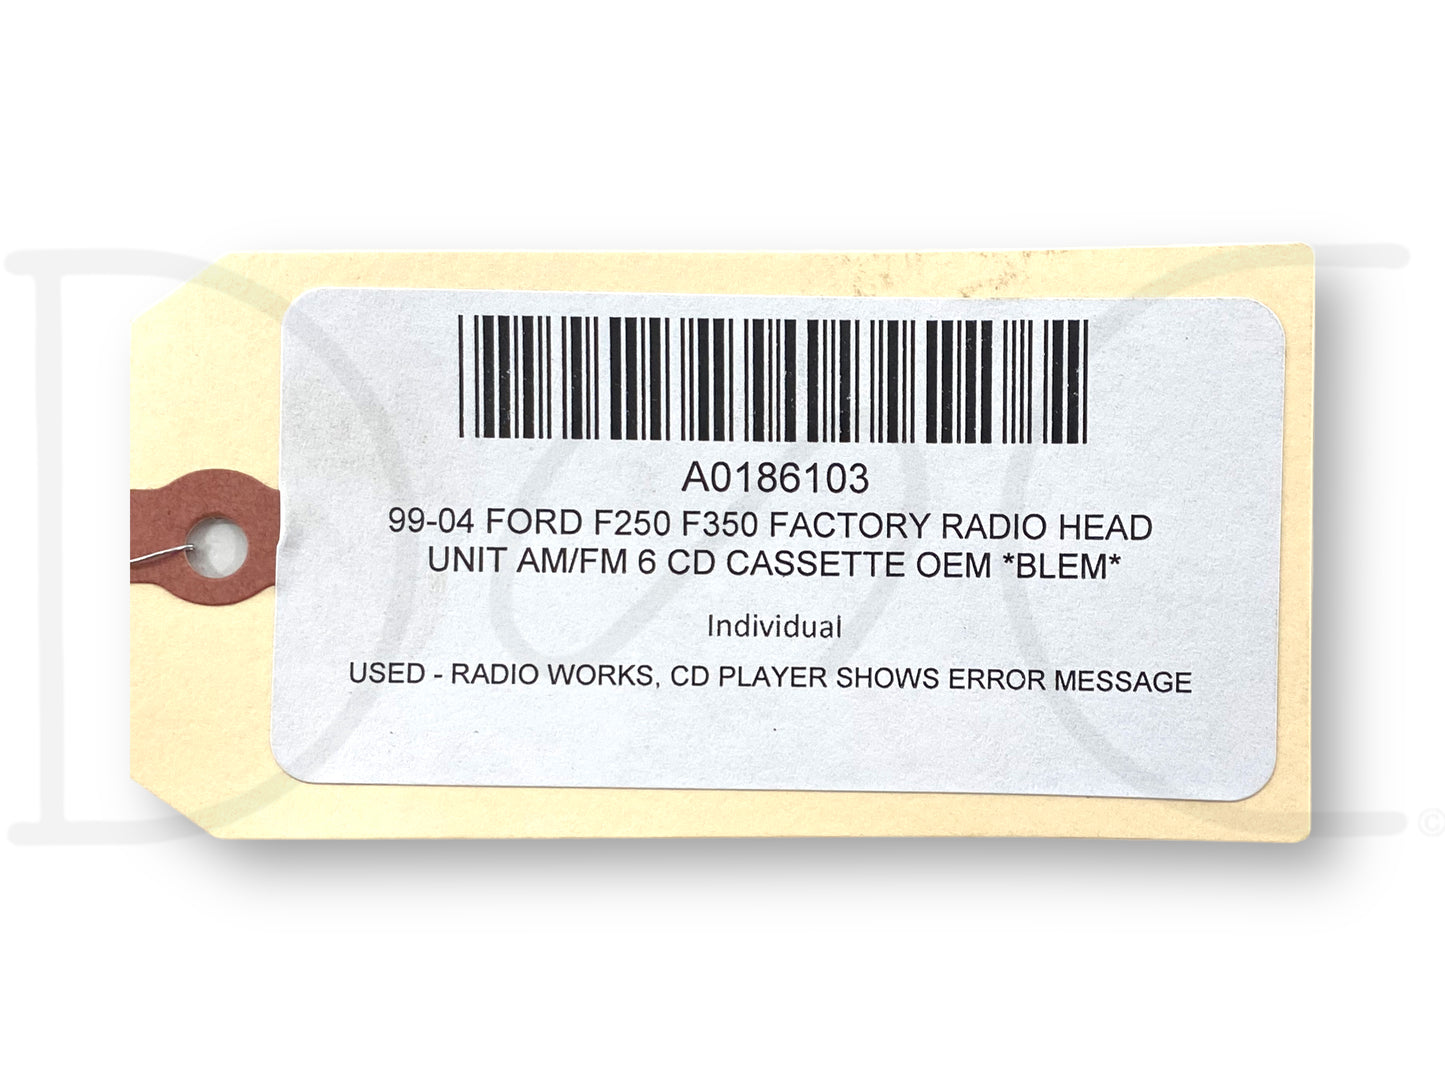 A0186103
99-04 FORD F250 F350 FACTORY RADIO HEAD
UNIT AM/FM 6 CD CASSETTE OEM *BLEM*
Individual
USED - RADIO WORKS, CD PLAYER SHOWS ERROR MESSAGE
©